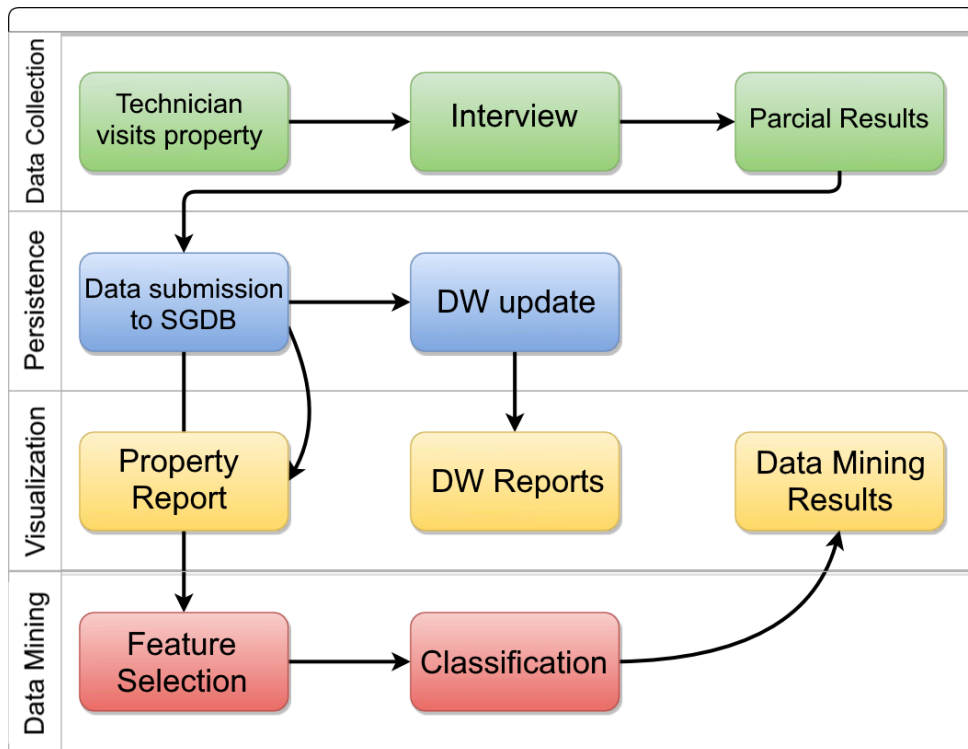 Data Collection
Technician
visits property
Interview
Parcial Results
Persistence
Data submission
to SGDB
DW update
Visualization
Property
Report
DW Reports
Data Mining
Results
Data Mining
Feature
Selection
Classification